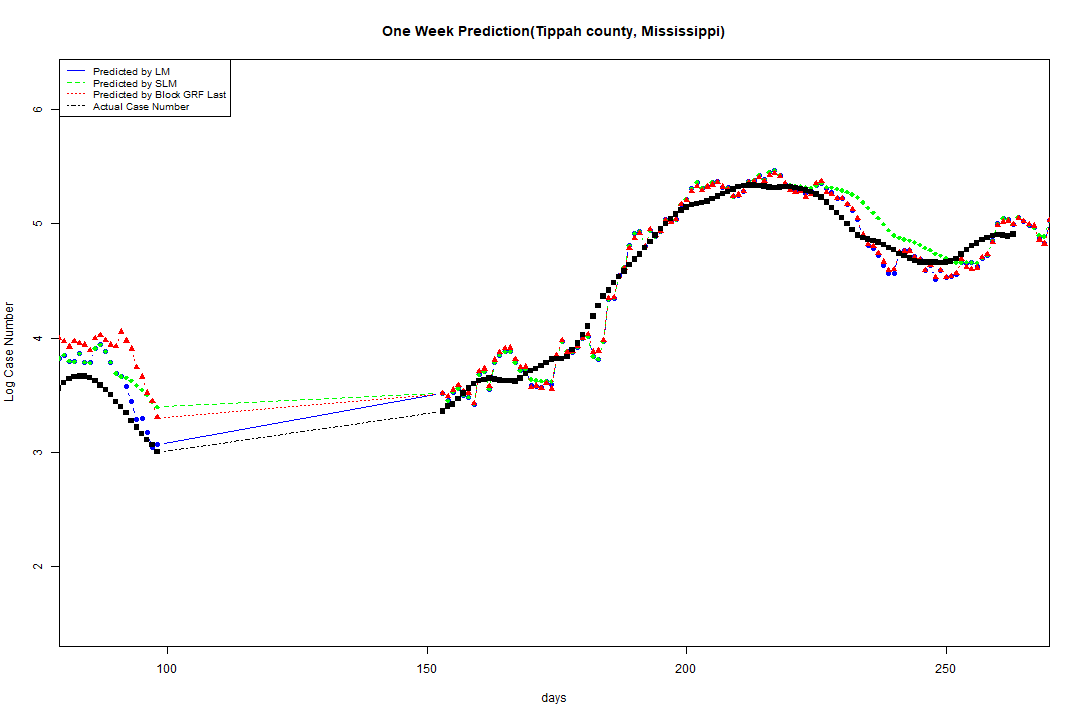 One Week Prediction(Tippah county, Mississippi)
Predicted by LM
Predicted by SLM
Predicted by Block GRF Last
Actual Case Number
6
5
4
3
2
Log Case Number
100
150
200
250
days